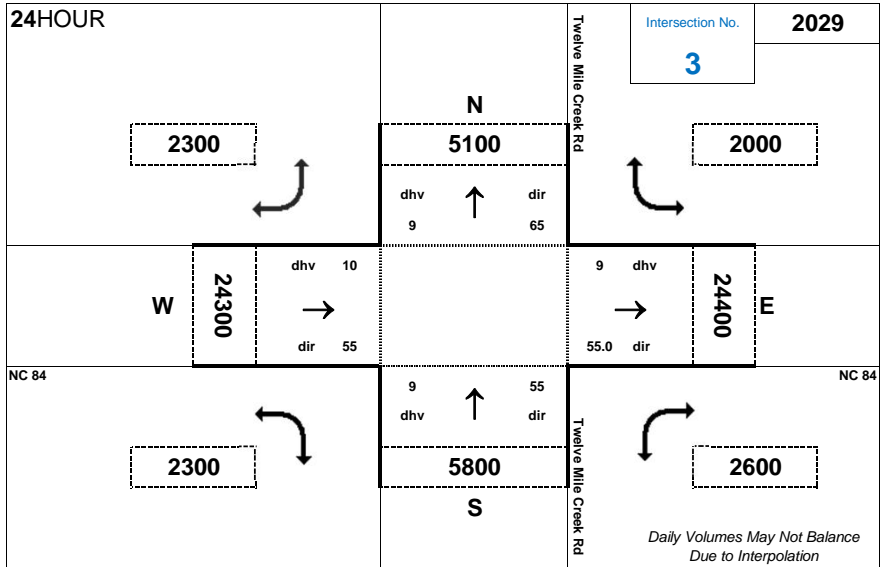 24HOUR
Intersection No.
3
2029
Twelve Mile Creek Rd
N
2300
5100
2000
dhv dir
9 65
W
24300
dhv 10
dir 55
9 dhv
55.0 dir
24400
E
NC 84
NC 84
9 55
dhv dir
2300
5800
2600
S
Twelve Mile Creek Rd
Daily Volumes May Not Balance
Due to Interpolation